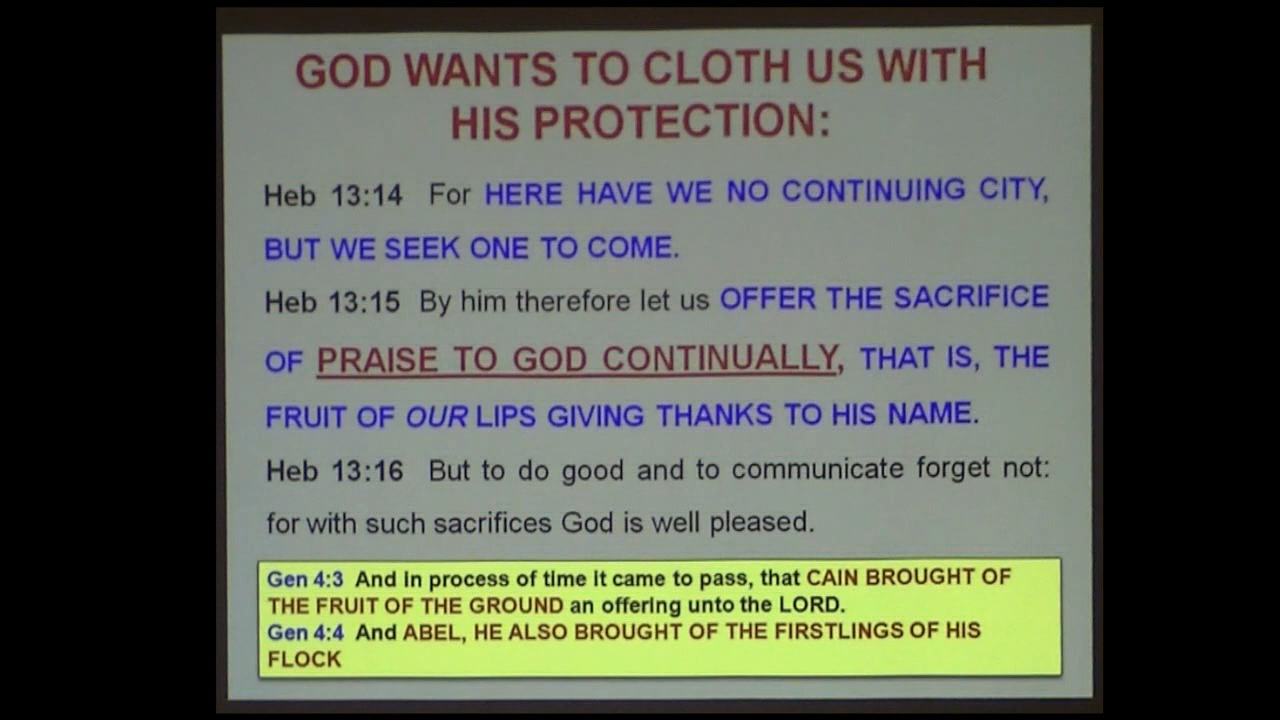 GOD WANTS TO CLOTH US WITH
HIS PROTECTION:
Heb 13:14 For HERE HAVE WE NO CONTINUING CITY,
BUT WE SEEK ONE TO COME.
Heb 13:15 By him therefore let us OFFER THE SACRIFICE
OF PRAISE TO GOD CONTINUALLY, THAT IS, THE
FRUIT OF OUR LIPS GIVING THANKS TO HIS NAME.
Heb 13:16 But to do good and to communicate forget not:
for with such sacrifices God is well pleased.
Gen 4:3 And in process of time it came to pass, that CAIN BROUGHT OF
THE FRUIT OF THE GROUND an offering unto the LORD.
Gen 4:4 And ABEL, HE ALSO BROUGHT OF THE FIRSTLINGS OF HIS
FLOCK